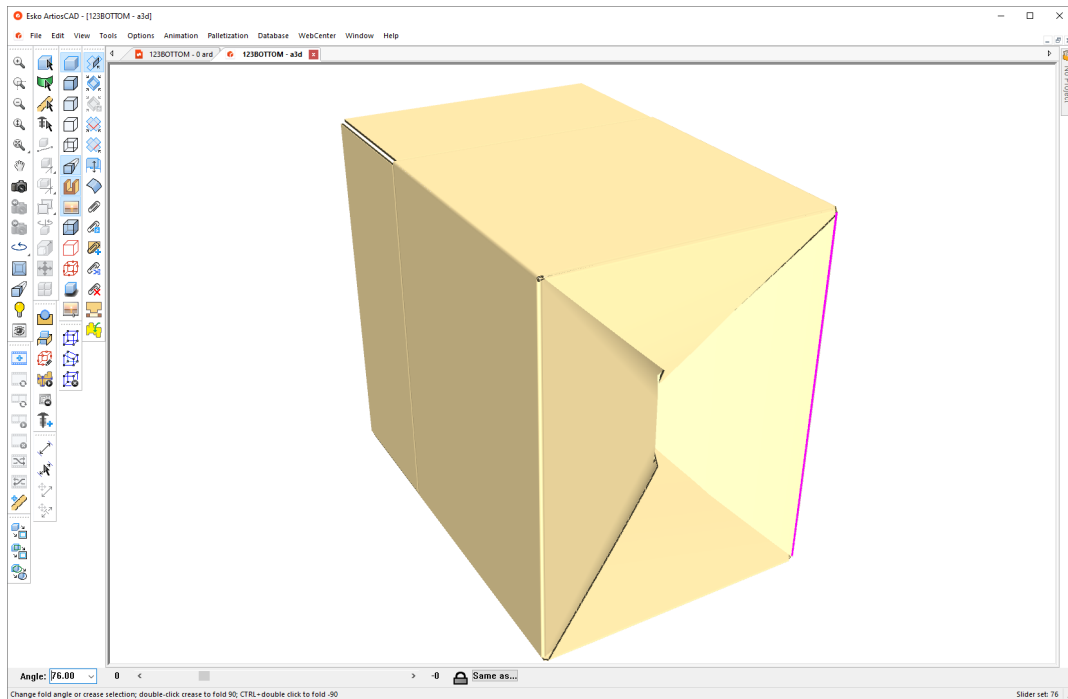 Esko ArtiosCAD - [123BOTTOM - a3d]
File Edit View Tools Options Animation Palletization Database WebCenter Window Help
123BOTTOM - 0 ard 123BOTTOM - a3d
No Project
Angle: 76.00 0 < > -0 Same as...
Change fold angle or crease selection; double-click crease to fold 90; CTRL+double click to fold -90 Slider set: 76